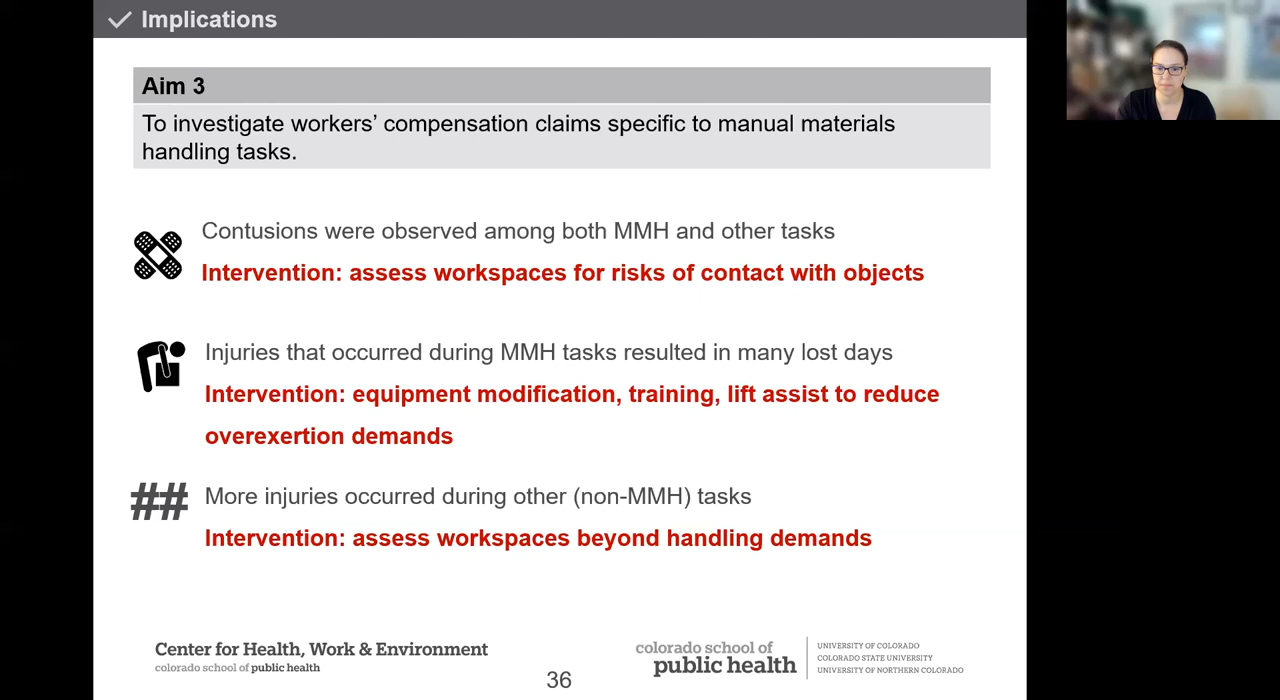 Implications
Aim 3
To investigate workers’ compensation claims specific to manual materials
handling tasks.
Contusions were observed among both MMH and other tasks
Intervention: assess workspaces for risks of contact with objects
Injuries that occurred during MMH tasks resulted in many lost days
Intervention: equipment modification, training, lift assist to reduce
overexertion demands
## More injuries occurred during other (non-MMH) tasks
Intervention: assess workspaces beyond handling demands
Center for Health, Work & Environment
colorado school of public health
36
colorado school of
public health
UNIVERSITY OF COLORADO
COLORADO STATE UNIVERSITY
UNIVERSITY OF NORTHERN COLORADO